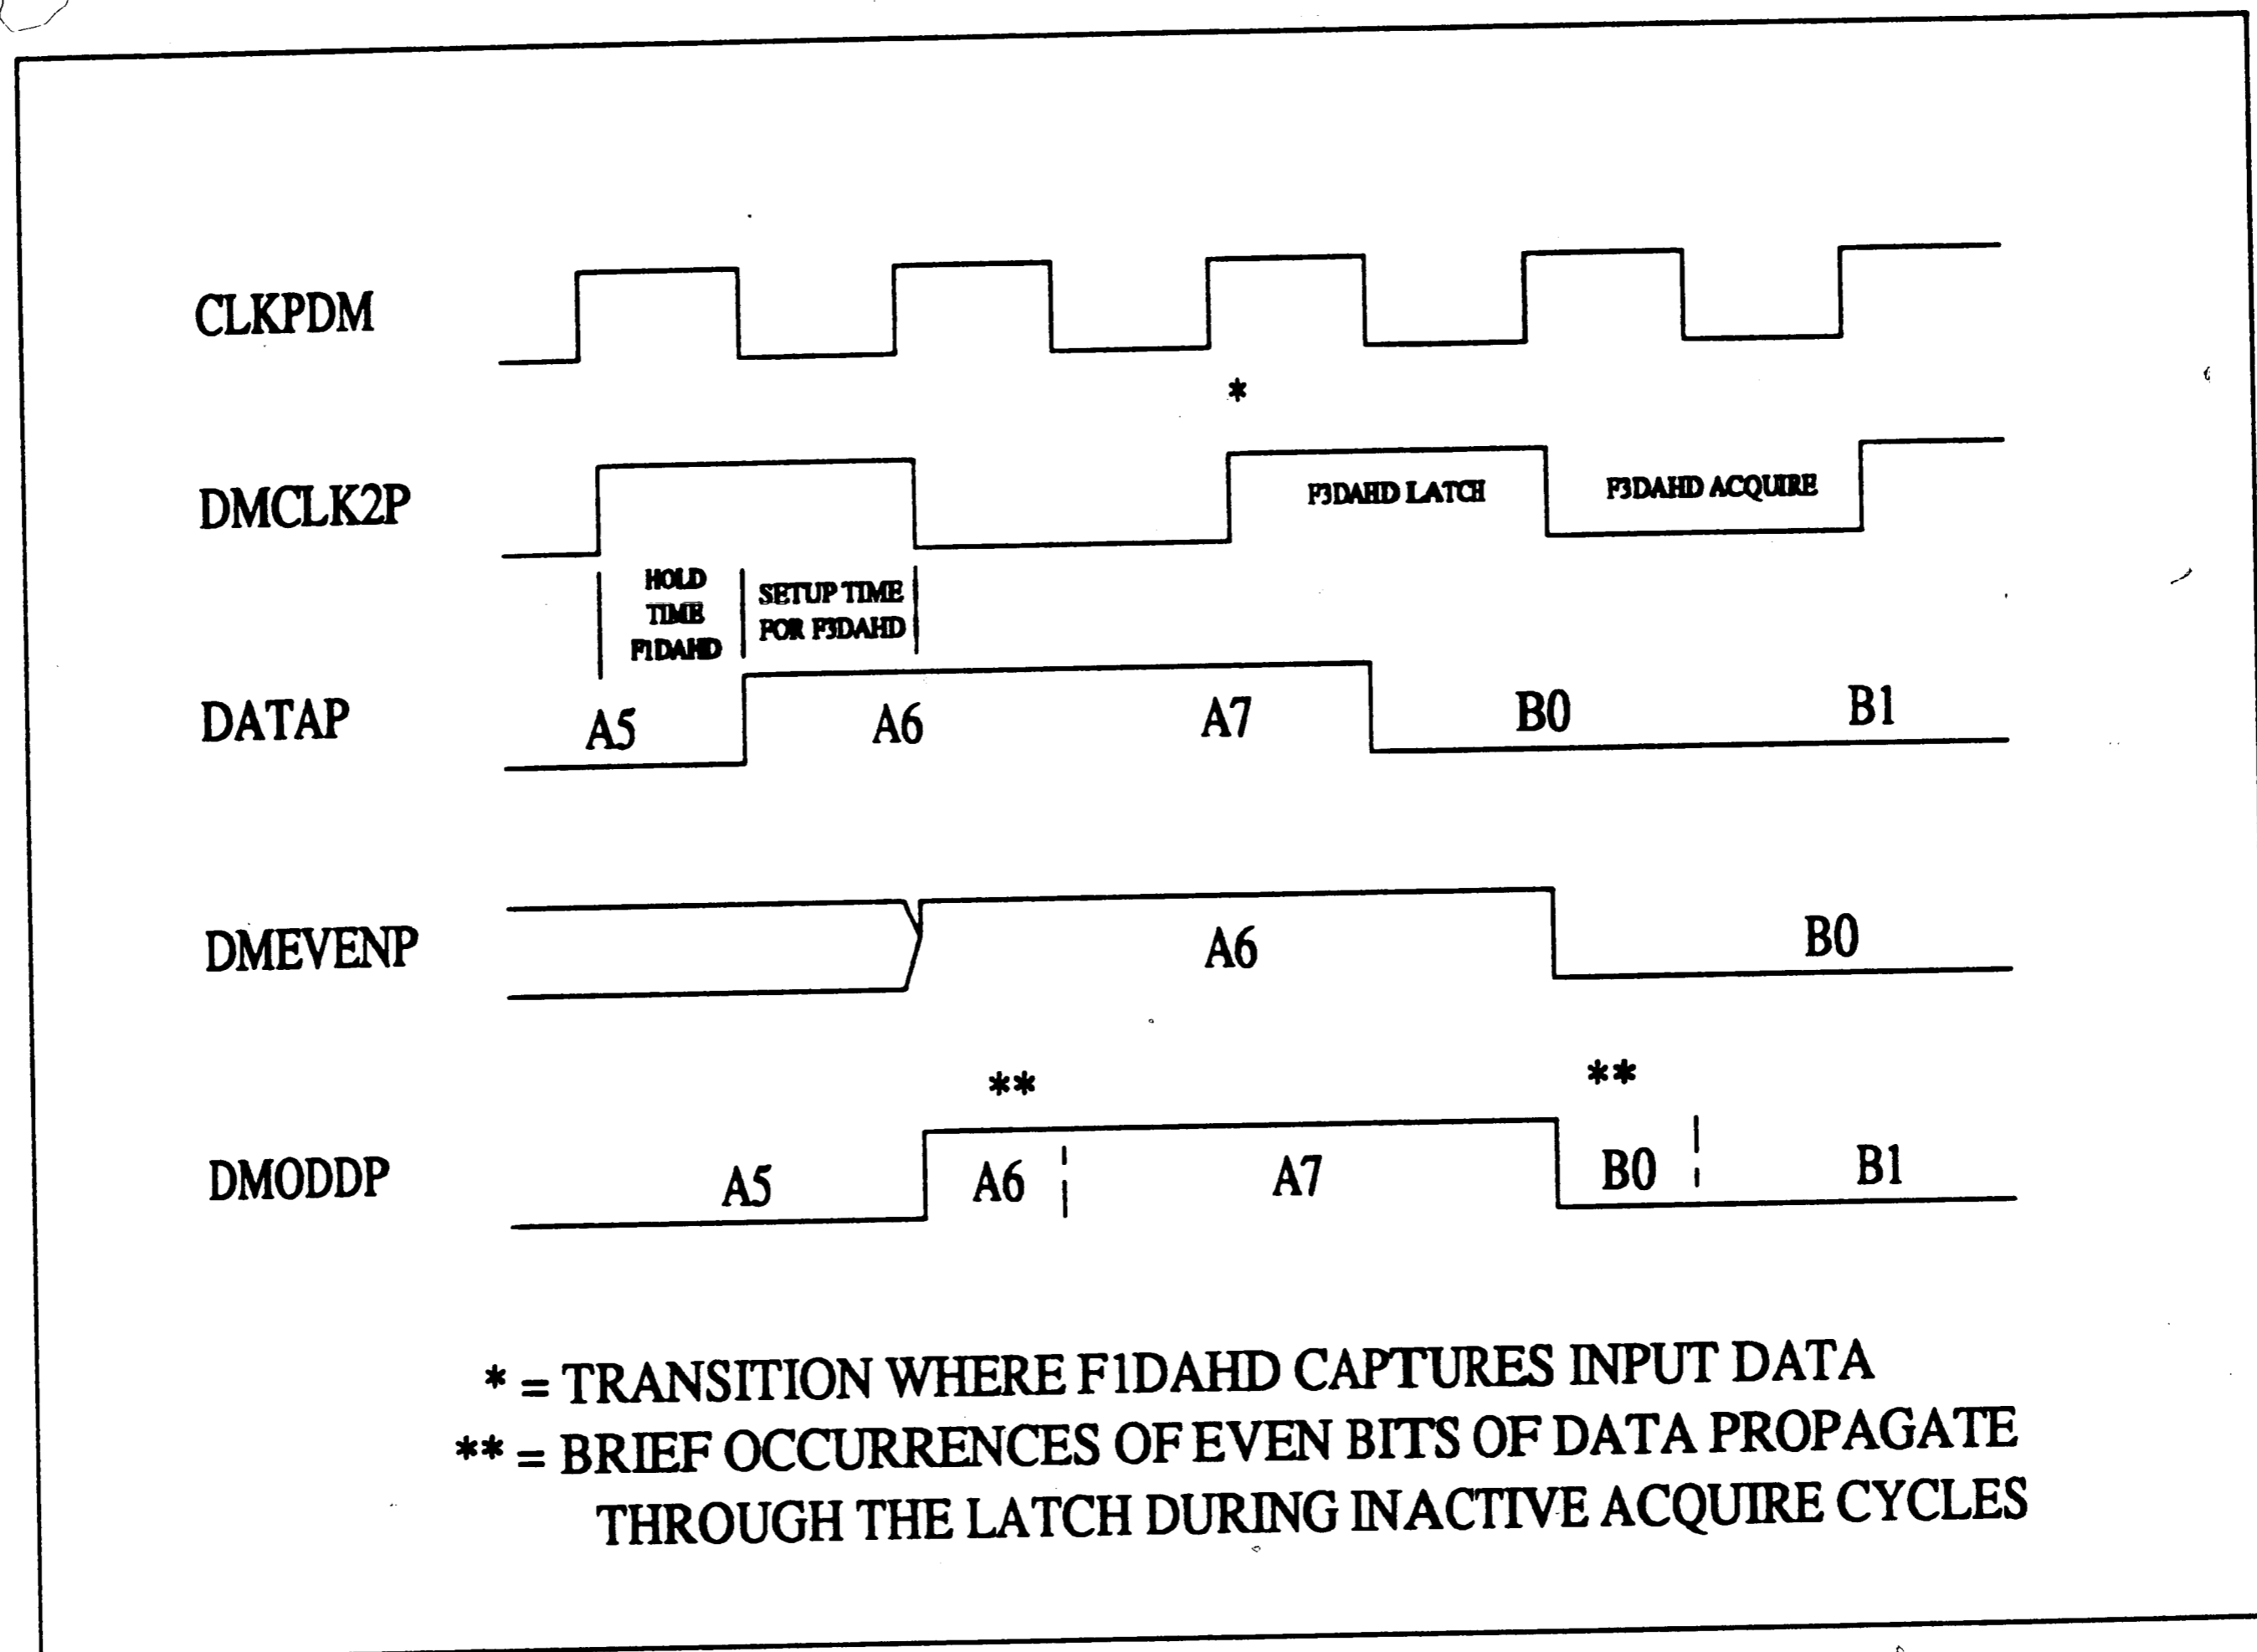 CLKPDM
*
DMCLK2P
F3DAHD LATCH
F3DAHD ACQUIRE
HOLD
TIME
F1DAHD
SETUP TIME
FOR F3DAHD
DATAP
A5
A6
A7
B0
B1
DMEVENP
A6
B0
**
**
DMODDP
A5
A6
A7
B0
B1
* = TRANSITION WHERE F1DAHD CAPTURES INPUT DATA
** = BRIEF OCCURRENCES OF EVEN BITS OF DATA PROPAGATE
THROUGH THE LATCH DURING INACTIVE ACQUIRE CYCLES